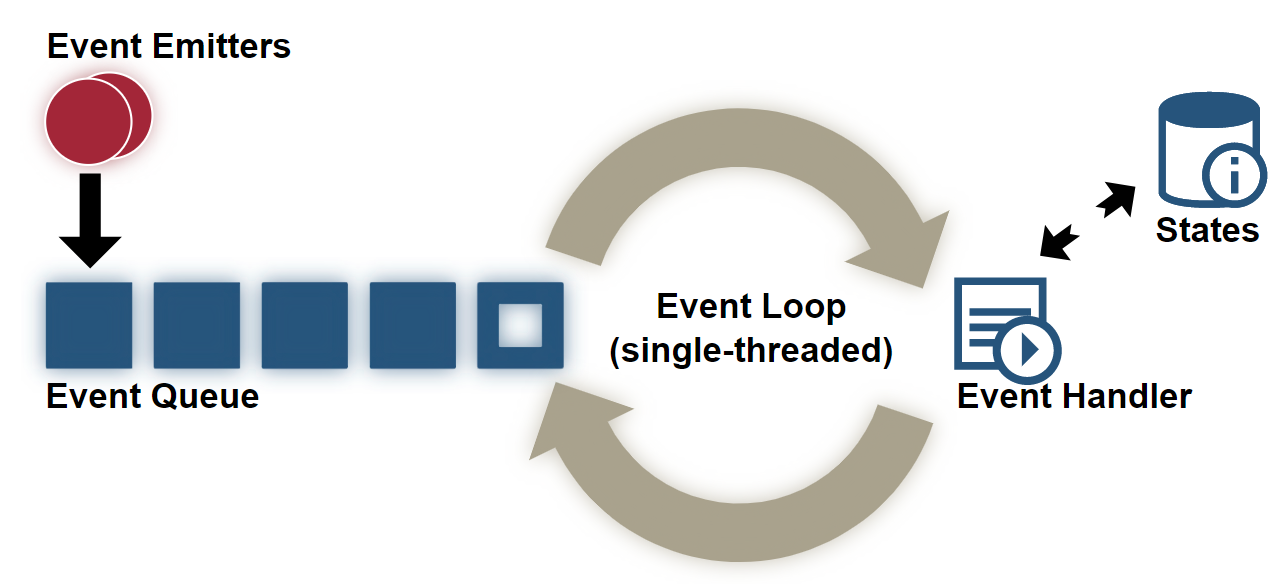 Event Emitters
Event Queue
Event Loop
(single-threaded)
Event Handler
States